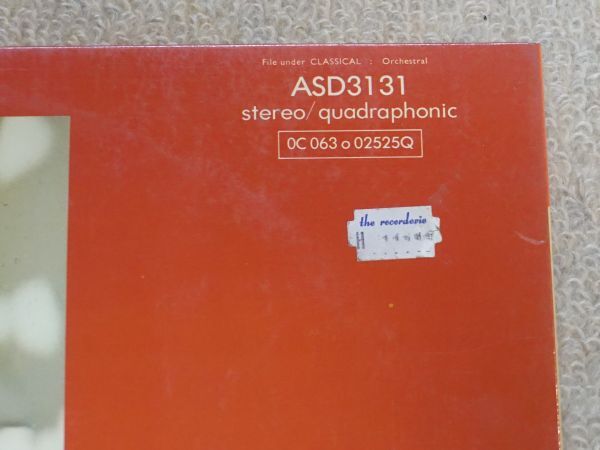 File under CLASSICAL : Orchestral
ASD3131
stereo/quadraphonic
0C 063 o 02525Q
the recorderie